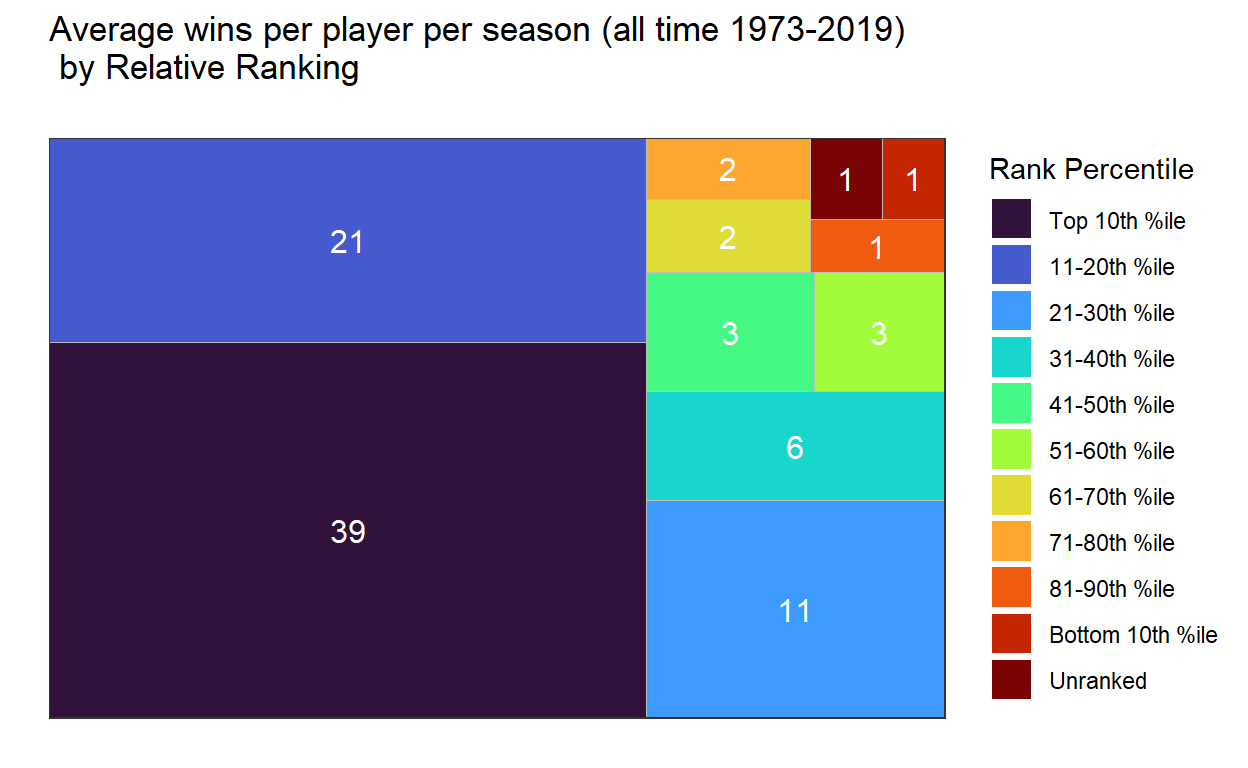 Average wins per player per season (all time 1973-2019)
by Relative Ranking
21
39
2
2
1
1
1
3
3
6
11
Rank Percentile
Top 10th %ile
11-20th %ile
21-30th %ile
31-40th %ile
41-50th %ile
51-60th %ile
61-70th %ile
71-80th %ile
81-90th %ile
Bottom 10th %ile
Unranked